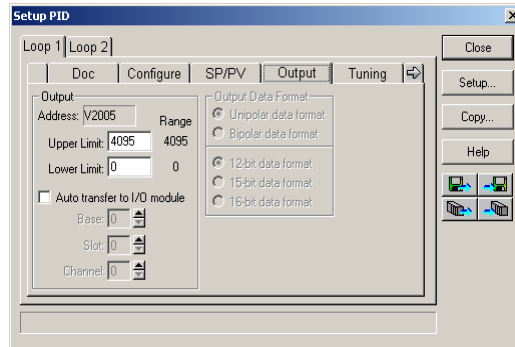 Setup PID
Loop 1 Loop 2
Close
Doc Configure SP/PV Output Tuning
Setup...
Output
Output Data Format
Address: V2005
Range
Unipolar data format
Copy...
Upper Limit: 4095 4095
Bipolar data format
Lower Limit: 0 0
Help
12-bit data format
Auto transfer to I/O module
15-bit data format
Base: 0
16-bit data format
Slot: 0
Channel: 0